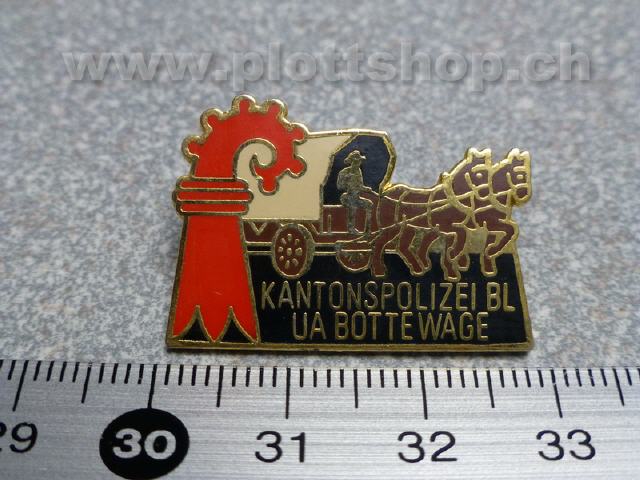 www.plottshop.ch
KANTONSPOLIZEI BL
UA BOTTEWAGE
29 30 31 32 33